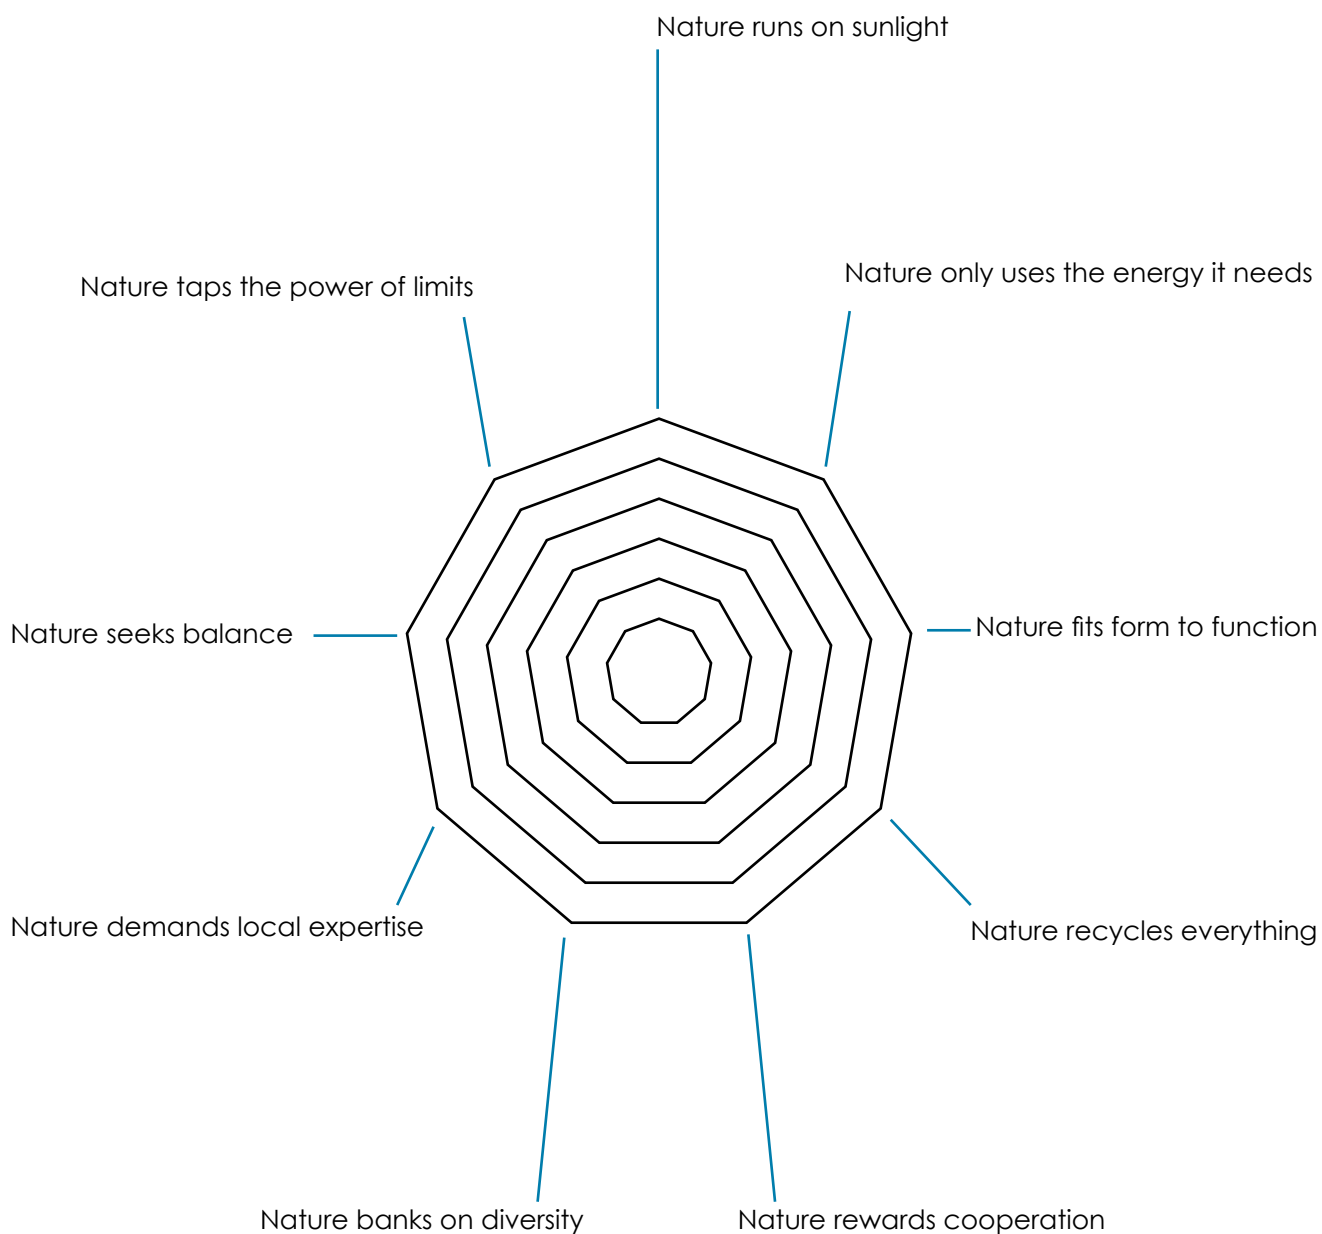 Nature runs on sunlight
Nature only uses the energy it needs
Nature taps the power of limits
Nature fits form to function
Nature seeks balance
Nature demands local expertise
Nature recycles everything
Nature banks on diversity
Nature rewards cooperation